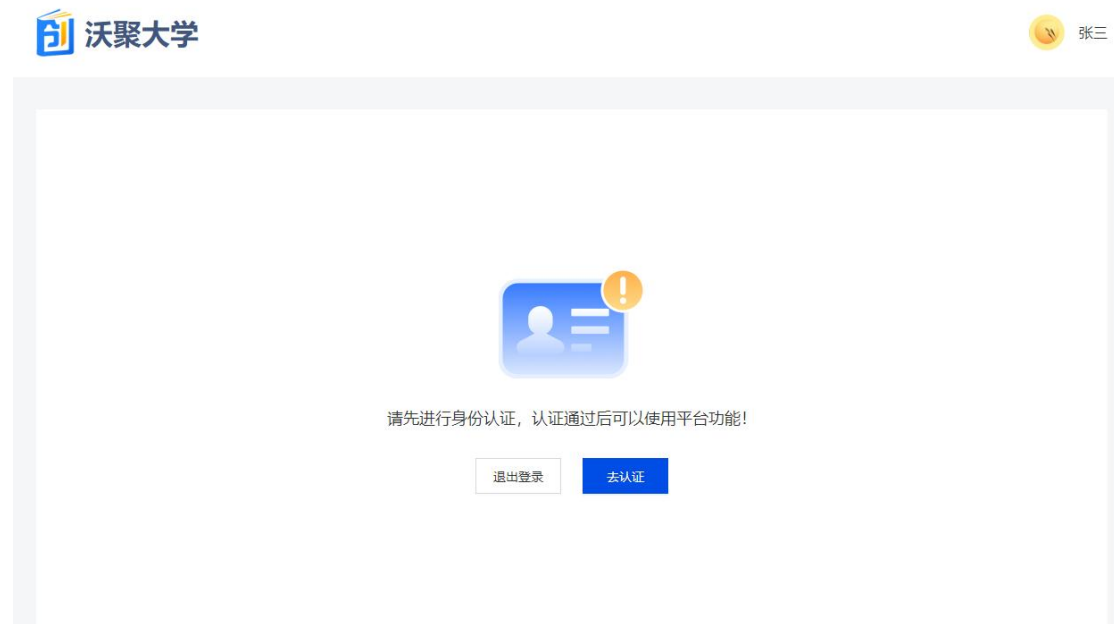 创 沃聚大学
张三
请先进行身份认证，认证通过后可以使用平台功能！
退出登录
去认证